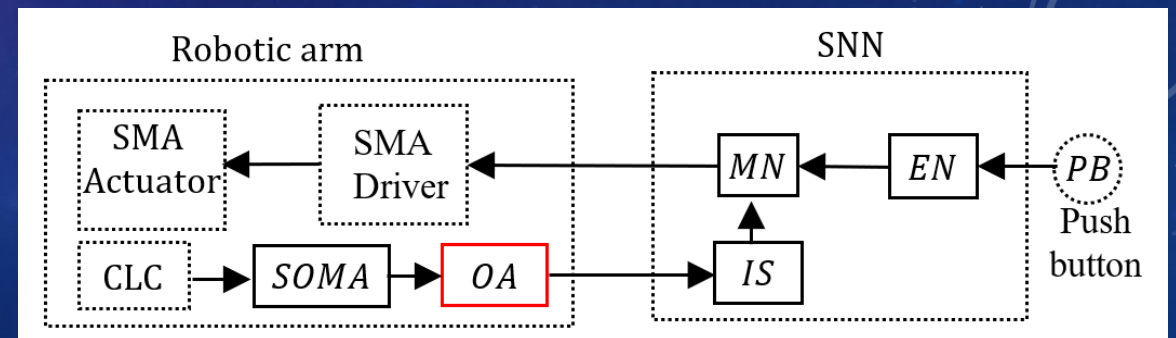 Robotic arm
SNN
SMA
Actuator
SMA
Driver
MN
EN
PB
Push
button
CLC
SOMA
OA
IS